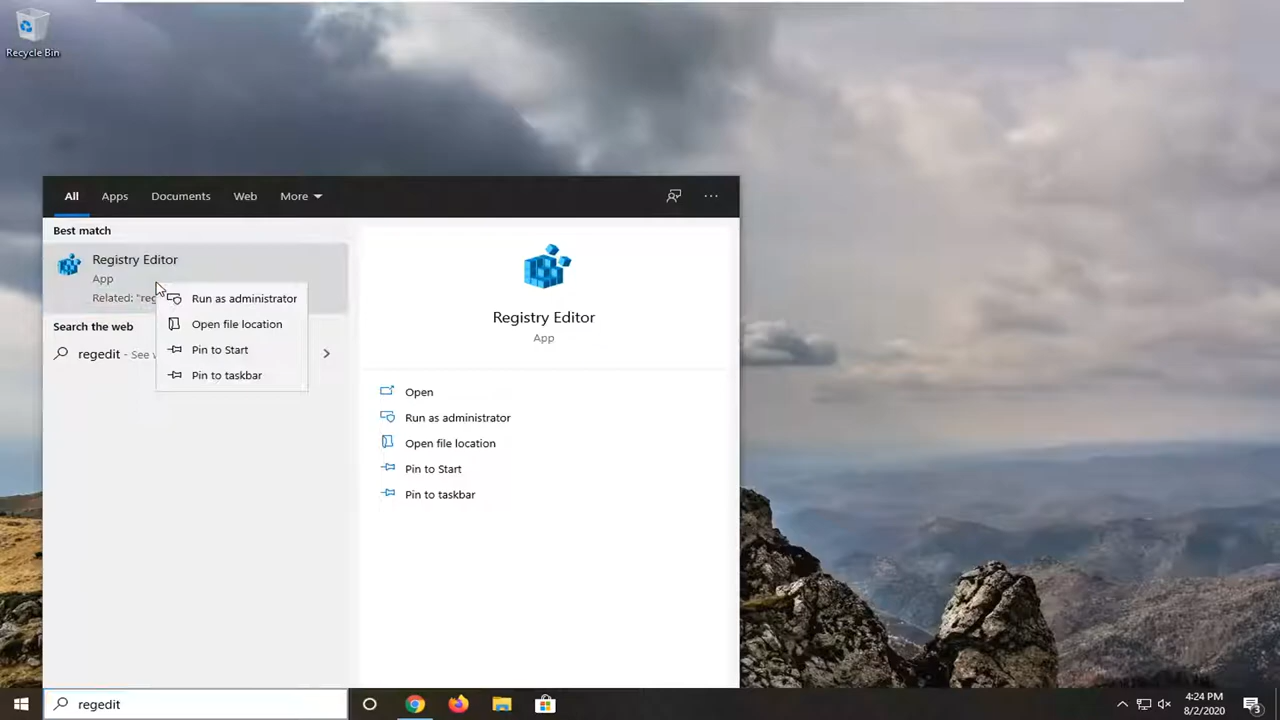 Recycle Bin
All Apps Documents Web More
Best match
Registry Editor
App
Related: "reg
Run as administrator
Open file location
Pin to Start
Pin to taskbar
Search the web
regedit - See w
Registry Editor
App
Open
Run as administrator
Open file location
Pin to Start
Pin to taskbar
regedit
4:24 PM
8/2/2020
3